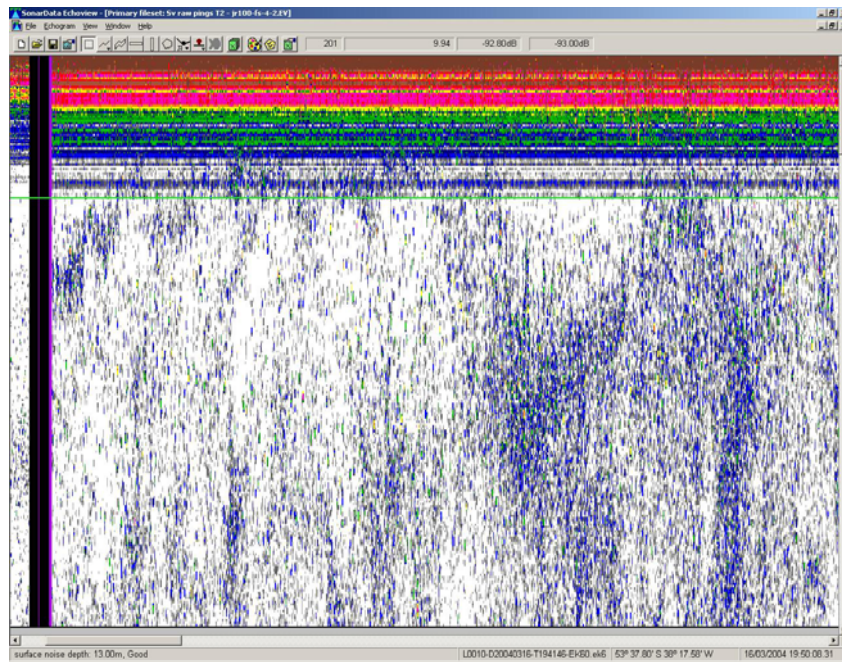 SonarData Echoview - [Primary fileset: Sv raw pings T2 - jr100-fs-4-2.EV]
File Echogram View Window Help
201 9.94 -92.80dB -93.00dB
surface noise depth: 13.00m, Good L0010-D20040316-T194146-EK60.ek6 53° 37.80' S 38° 17.58' W 16/03/2004 19:50:08.31